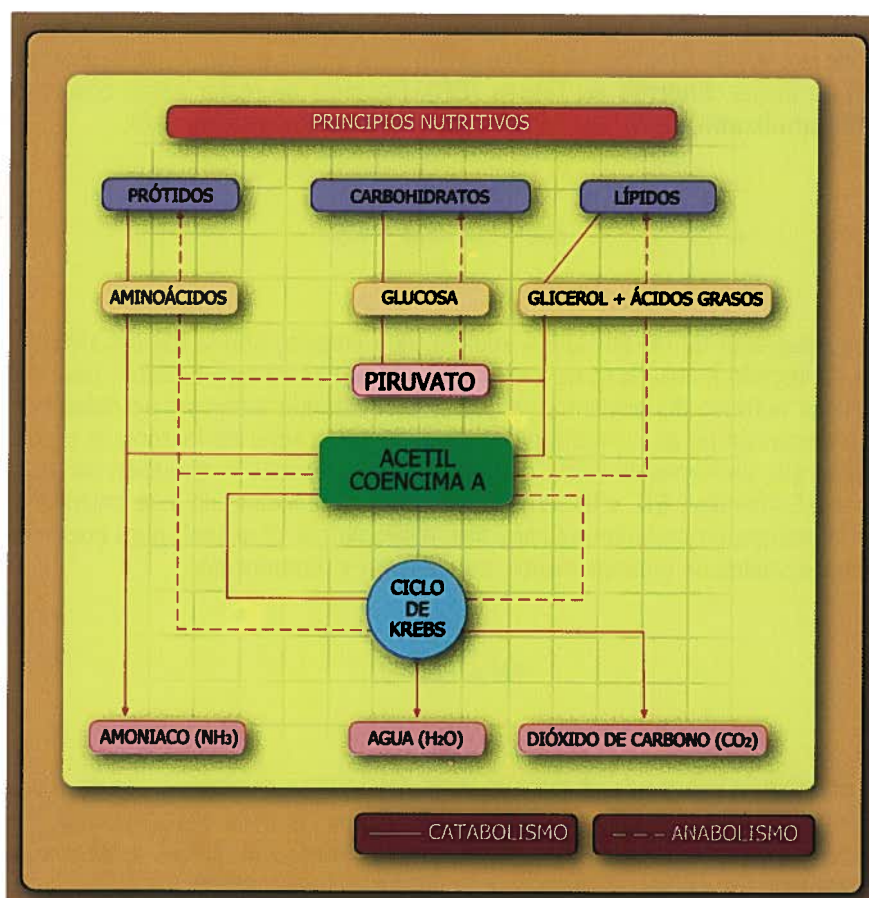 PRINCIPIOS NUTRITIVOS
PRÓTIDOS
CARBOHIDRATOS
LÍPIDOS
AMINOÁCIDOS
GLUCOSA
GLICEROL + ÁCIDOS GRASOS
PIRUVATO
ACETIL
COENCIMA A
CICLO
DE
KREBS
AMONIACO (NH3)
AGUA (H2O)
DIÓXIDO DE CARBONO (CO2)
CATABOLISMO
ANABOLISMO